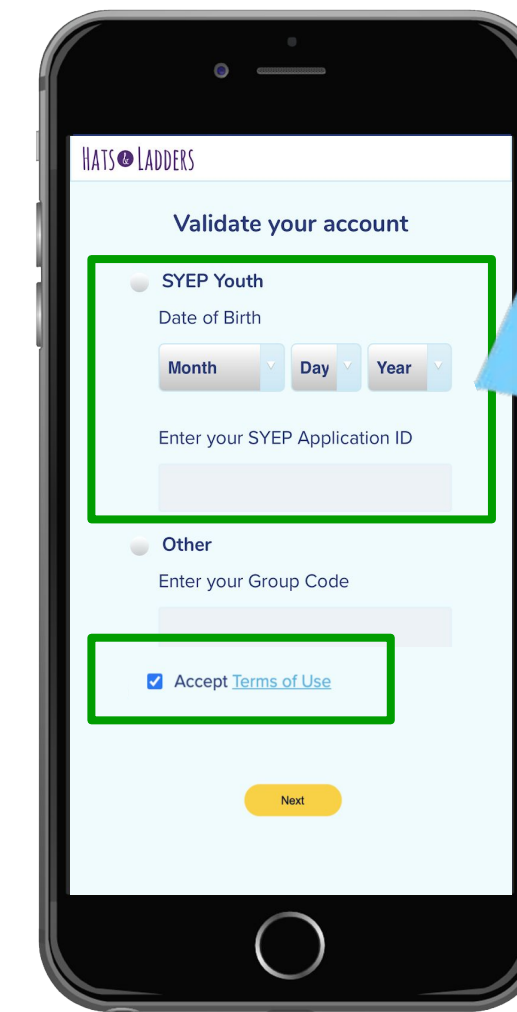 HATS & LADDERS
Validate your account
SYEP Youth
Date of Birth
Month Day Year
Enter your SYEP Application ID
Other
Enter your Group Code
Accept Terms of Use
Next